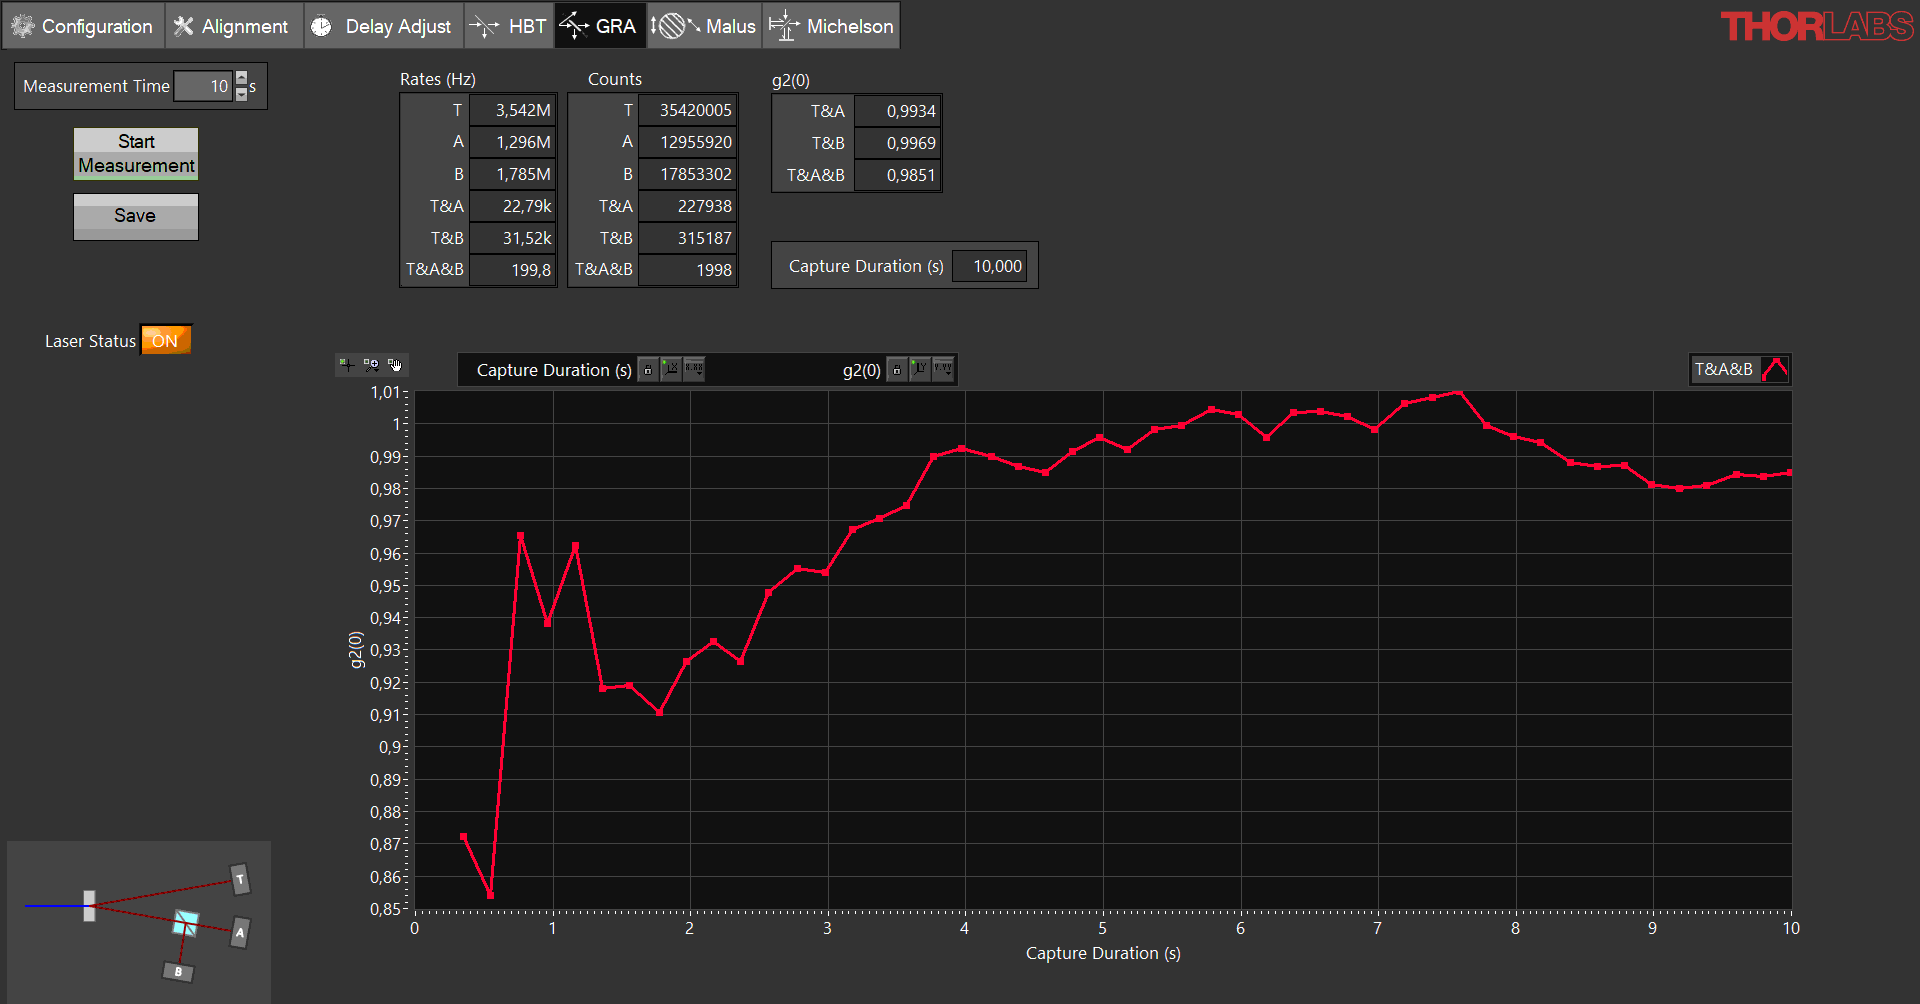 Configuration Alignment Delay Adjust HBT GRA Malus Michelson
THORLABS
Measurement Time 10 s
Start
Measurement
Save
Laser Status ON
Rates (Hz)
T 3,542M
A 1,296M
B 1,785M
T&A 22,79k
T&B 31,52k
T&A&B 199,8
Counts
T 35420005
A 12955920
B 17853302
T&A 227938
T&B 315187
T&A&B 1998
g2(0)
T&A 0,9934
T&B 0,9969
T&A&B 0,9851
Capture Duration (s) 10,000
Capture Duration (s) g2(0)
T&A&B
1,01
1
0,99
0,98
0,97
0,96
0,95
0,94
0,93
0,92
0,91
0,9
0,89
0,88
0,87
0,86
0,85
g2(0)
0 1 2 3 4 5 6 7 8 9 10
Capture Duration (s)
T
A
B